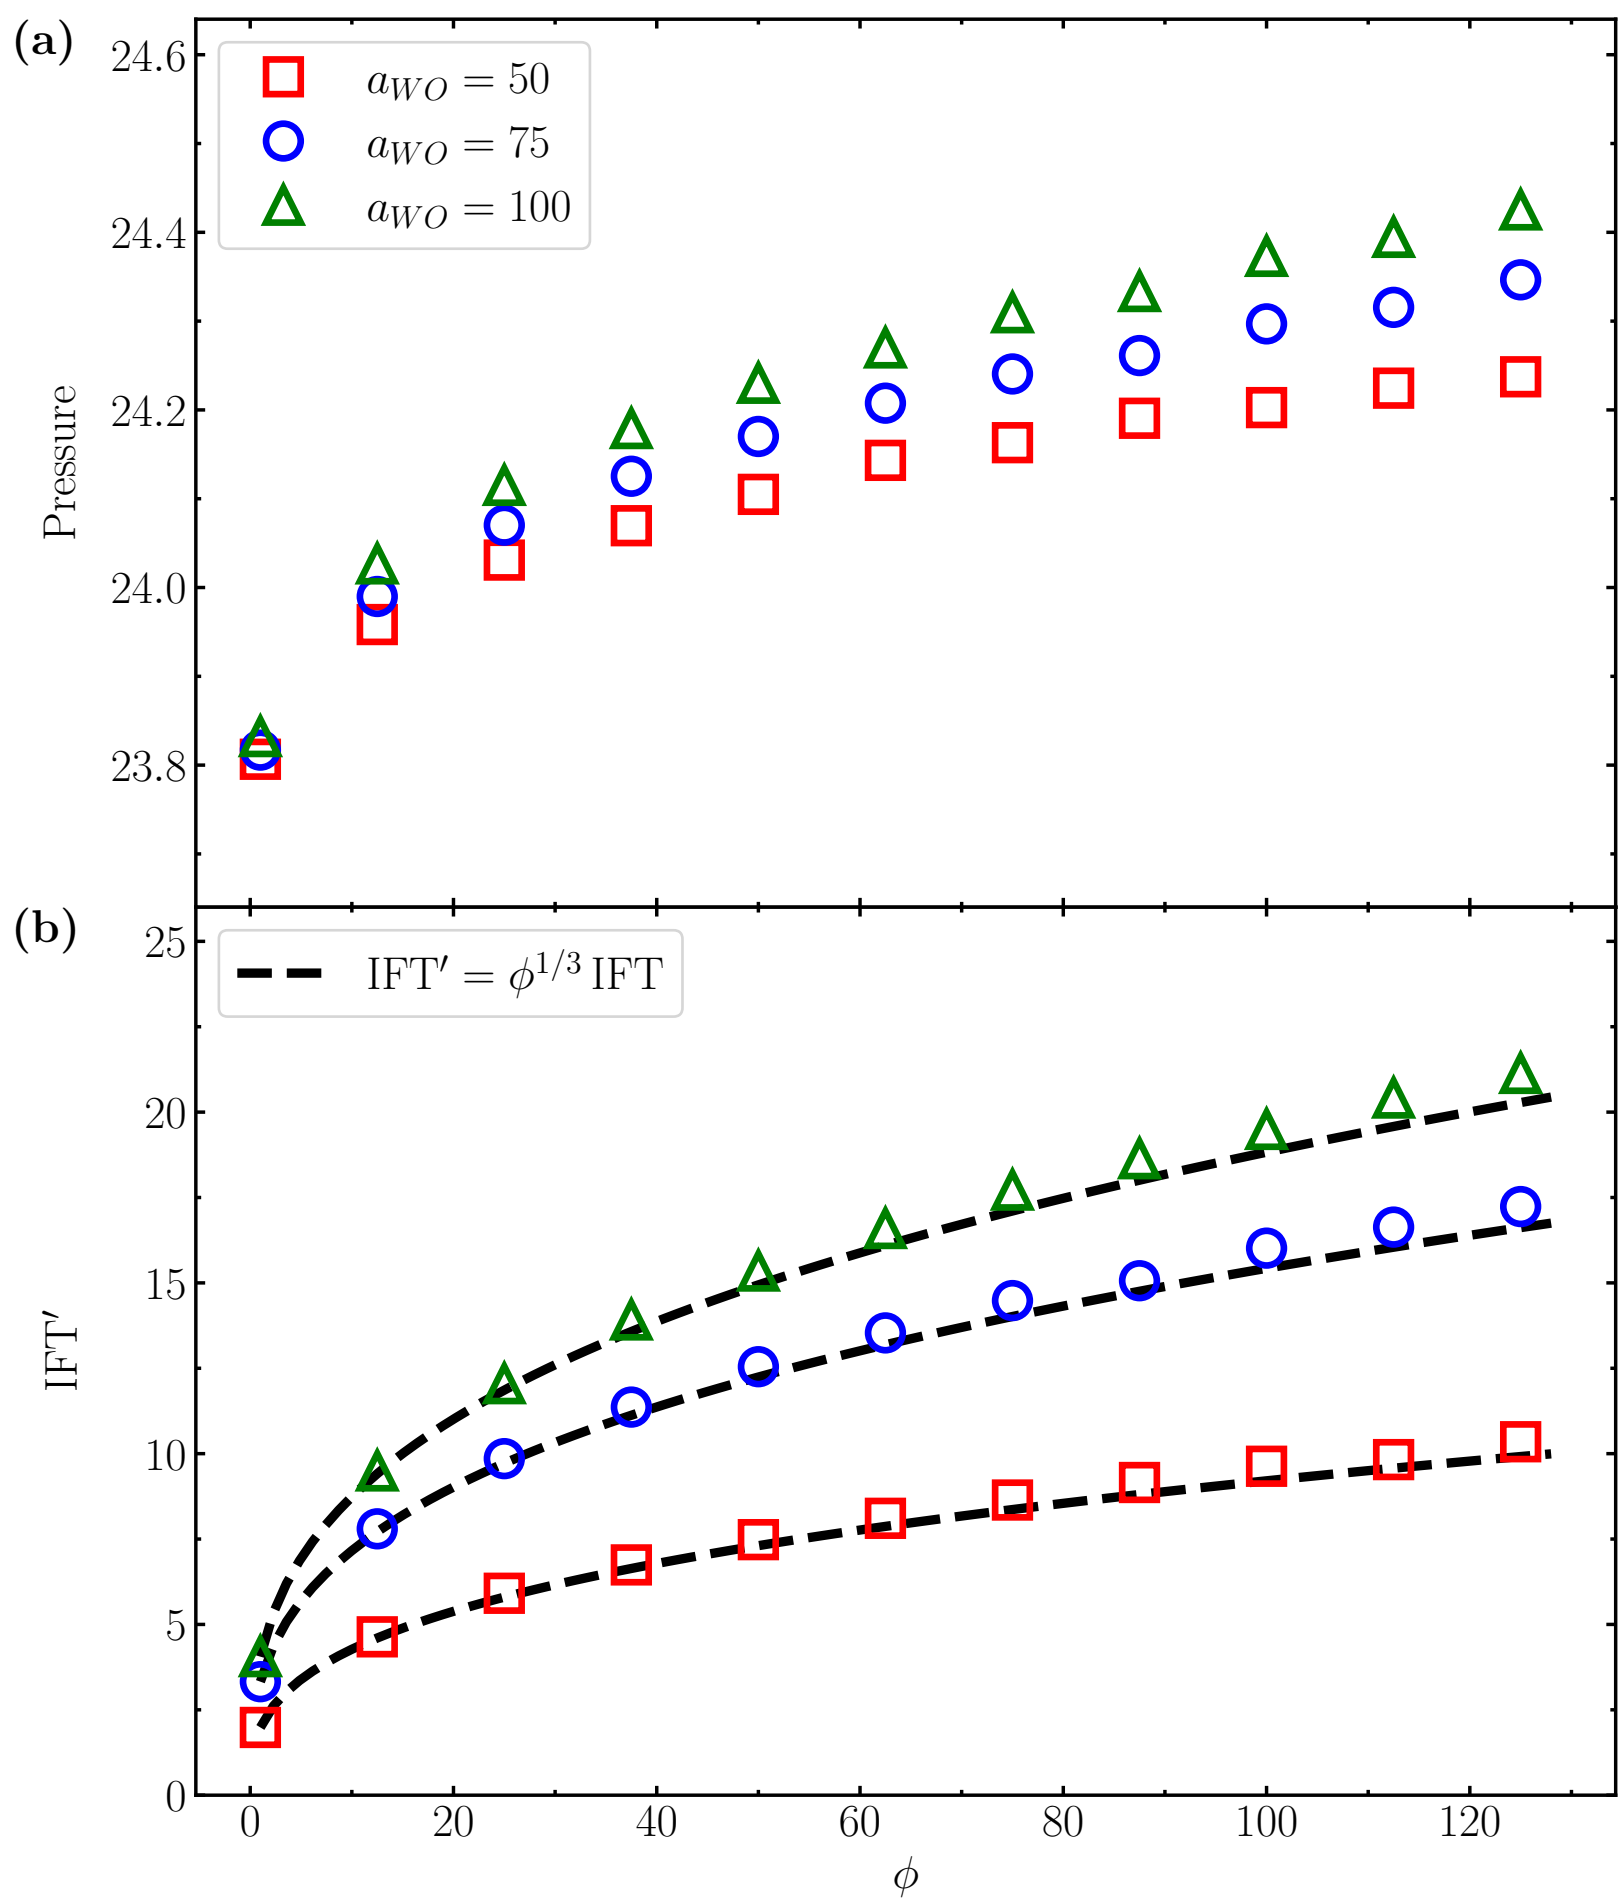 (a)
24.6
24.4
24.2
24.0
23.8
Pressure
a_{WO} = 50
a_{WO} = 75
a_{WO} = 100
(b)
25
20
15
10
5
0
IFT′
IFT′ = ϕ^{1/3} IFT
0 20 40 60 80 100 120
ϕ